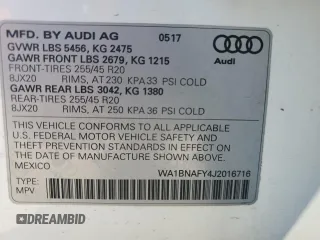 MFD. BY AUDI AG 0517
GVWR LBS 5456, KG 2475
GAWR FRONT LBS 2679, KG 1215
FRONT-TIRES 255/45 R20
8JX20 RIMS, AT 230 KPA 33 PSI COLD
GAWR REAR LBS 3042, KG 1380
REAR-TIRES 255/45 R20
8JX20 RIMS, AT 250 KPA 36 PSI COLD
Audi
THIS VEHICLE CONFORMS TO ALL APPLICABLE
U.S. FEDERAL MOTOR VEHICLE SAFETY AND
THEFT PREVENTION STANDARDS IN EFFECT ON
THE DATE OF MANUFACTURE SHOWN ABOVE.
MEXICO
TYPE: WA1BNAFY4J2016716
MPV
© AUTOBIDMASTER